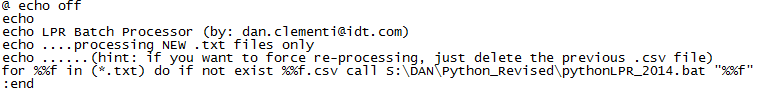 @ echo off
echo
echo LPR Batch Processor (by: dan.clementi@idt.com)
echo ....processing NEW .txt files only
echo ......(hint: if you want to force re-processing, just delete the previous .csv file)
for %%f in (*.txt) do if not exist %%f.csv call S:\DAN\Python_Revised\pythonLPR_2014.bat "%%f"
:end